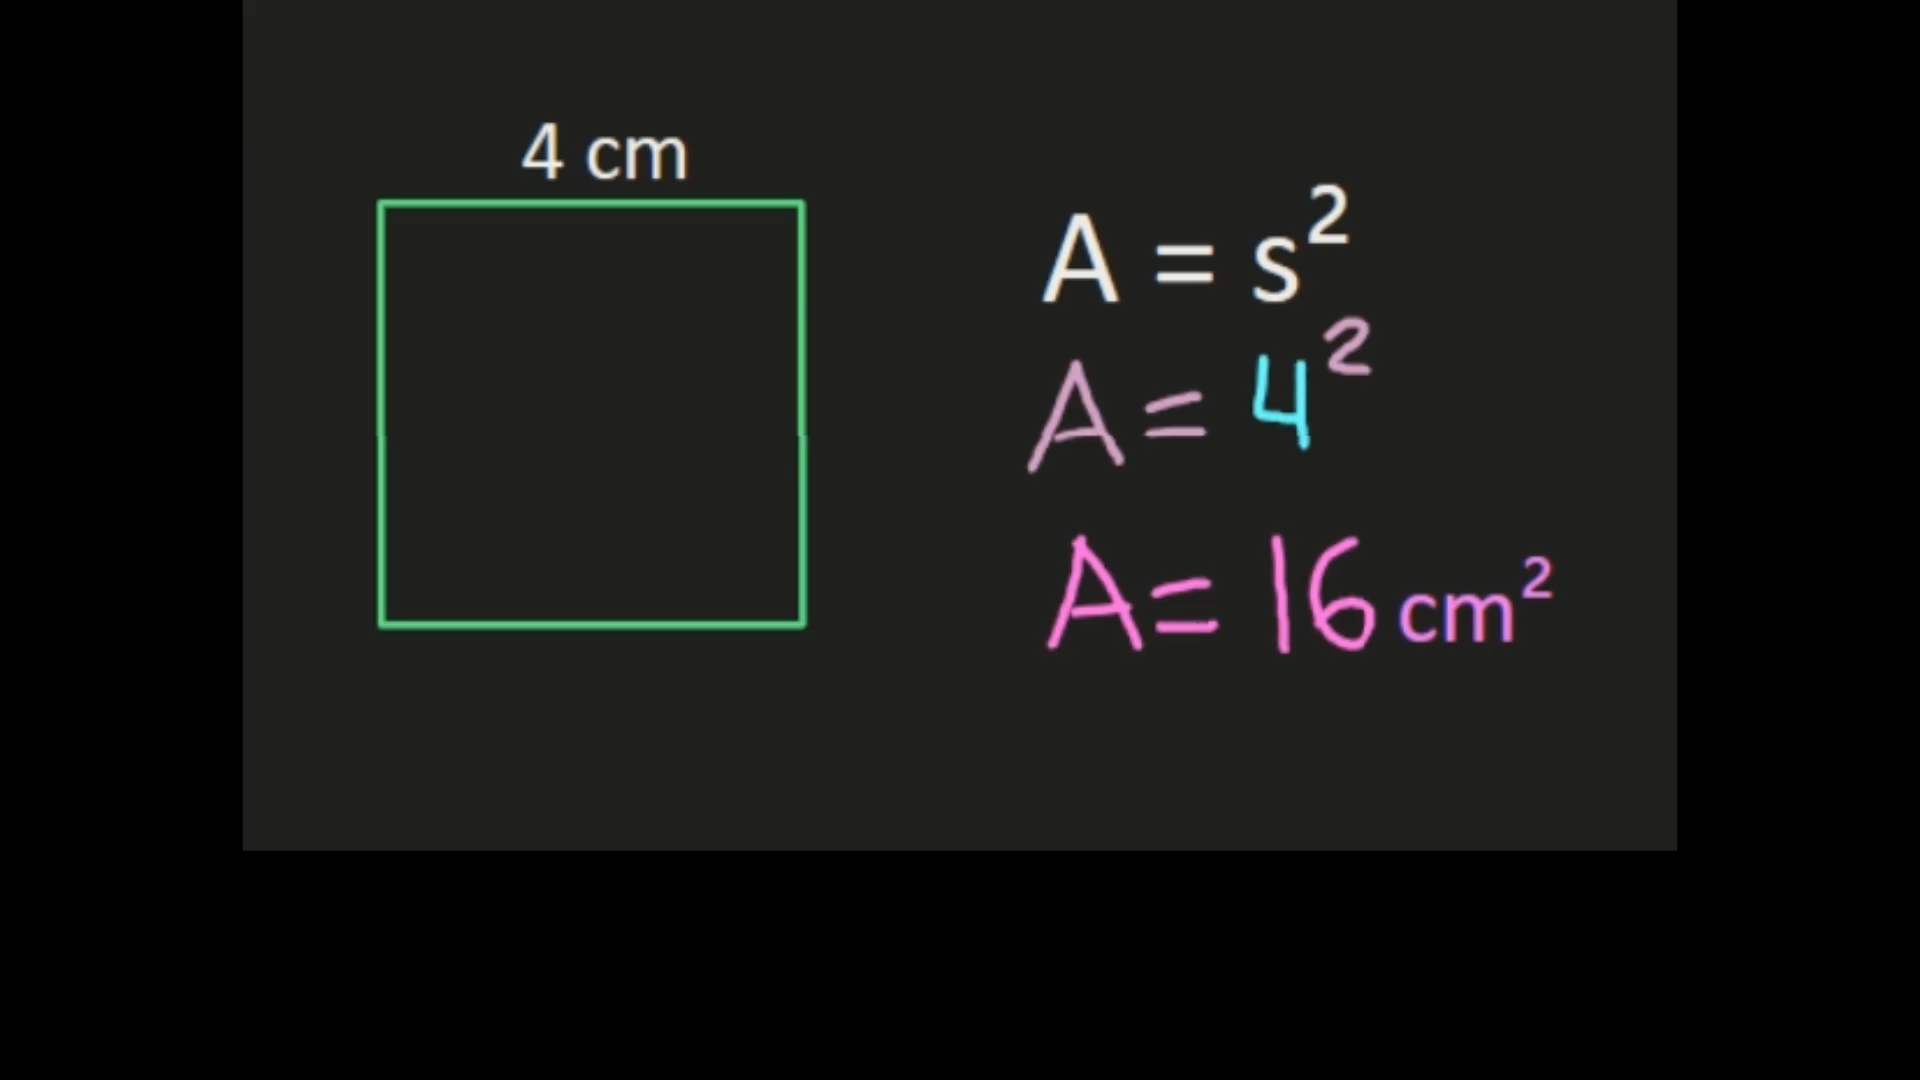 4 cm
A = s²
A = 4²
A = 16 cm²